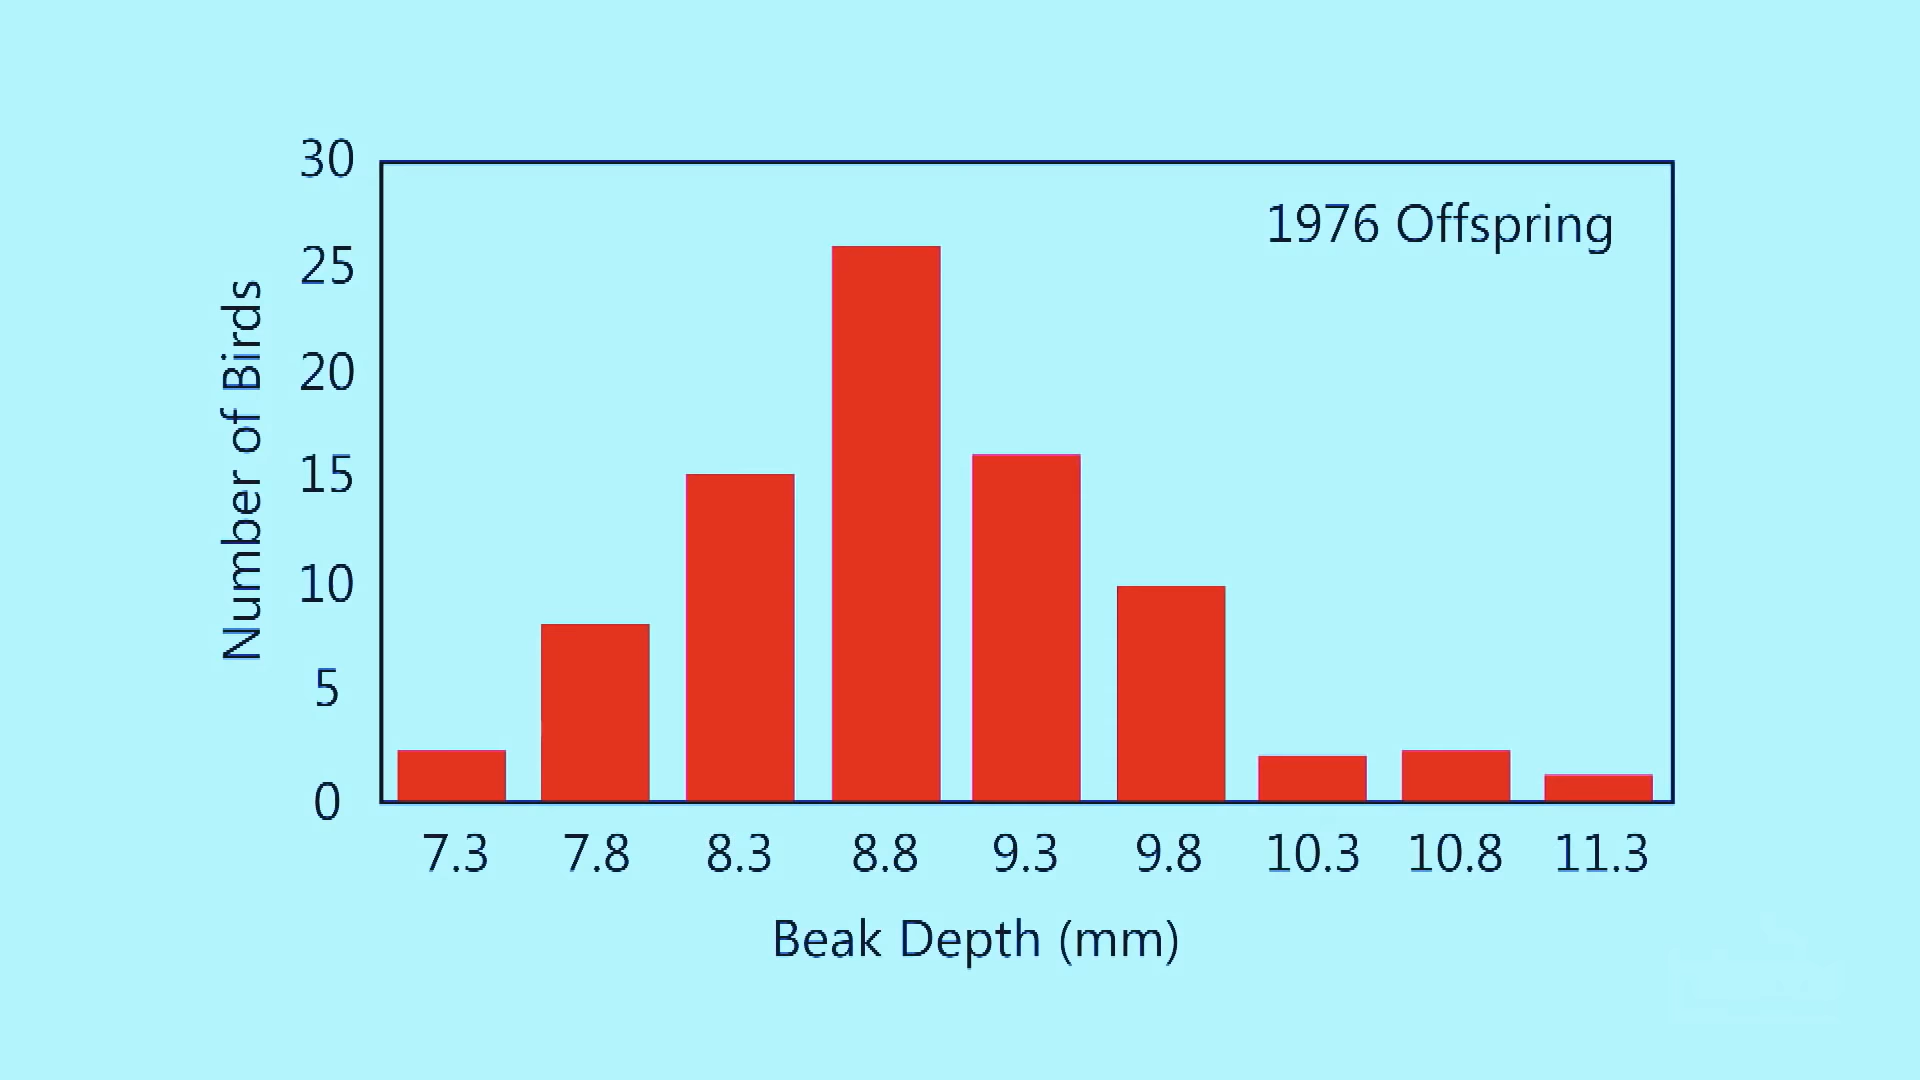 30
1976 Offspring
25
20
15
10
5
0
Number of Birds
7.3 7.8 8.3 8.8 9.3 9.8 10.3 10.8 11.3
Beak Depth (mm)